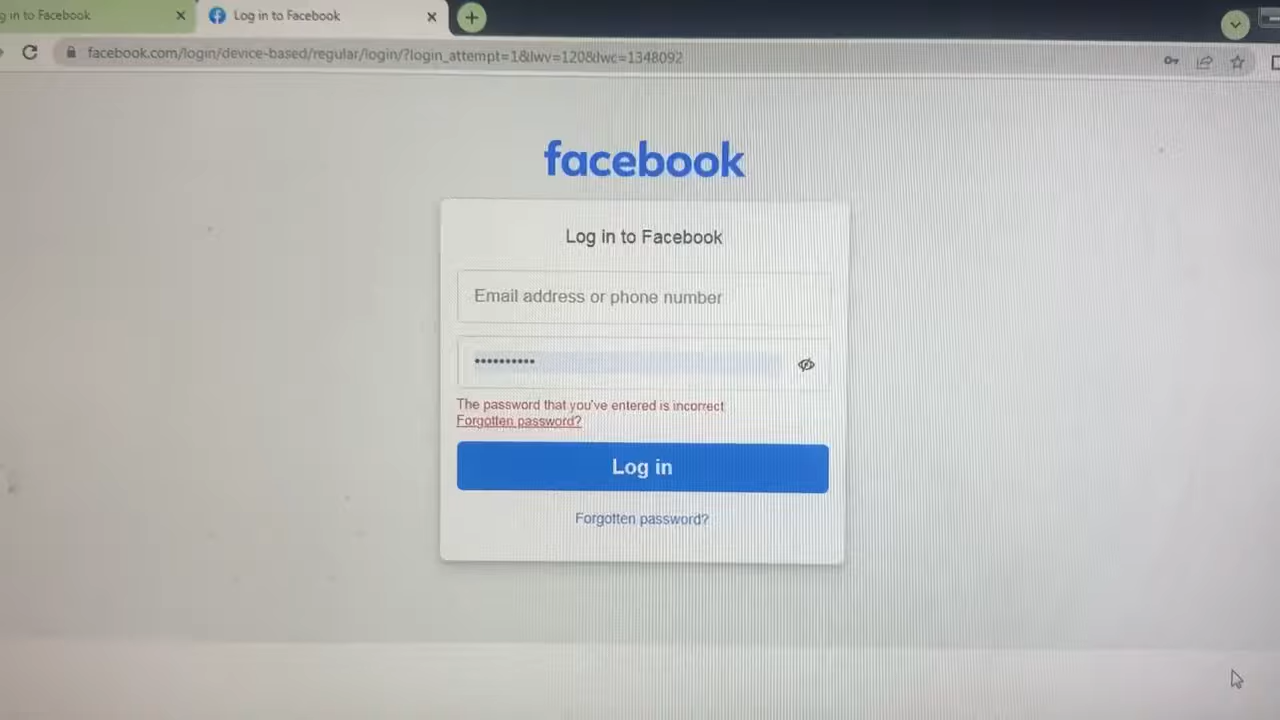 g in to Facebook
Log in to Facebook
facebook.com/login/device-based/regular/login/?login_attempt=1&lwv=120&lwc=1348092
facebook
Log in to Facebook
Email address or phone number
••••••••••
The password that you've entered is incorrect
Forgotten password?
Log in
Forgotten password?